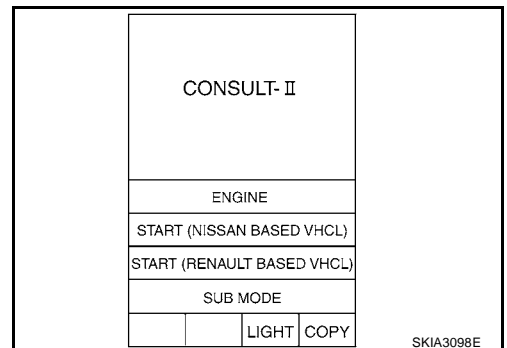 CONSULT-II
ENGINE
START (NISSAN BASED VHCL)
START (RENAULT BASED VHCL)
SUB MODE
LIGHT COPY
SKIA3098E